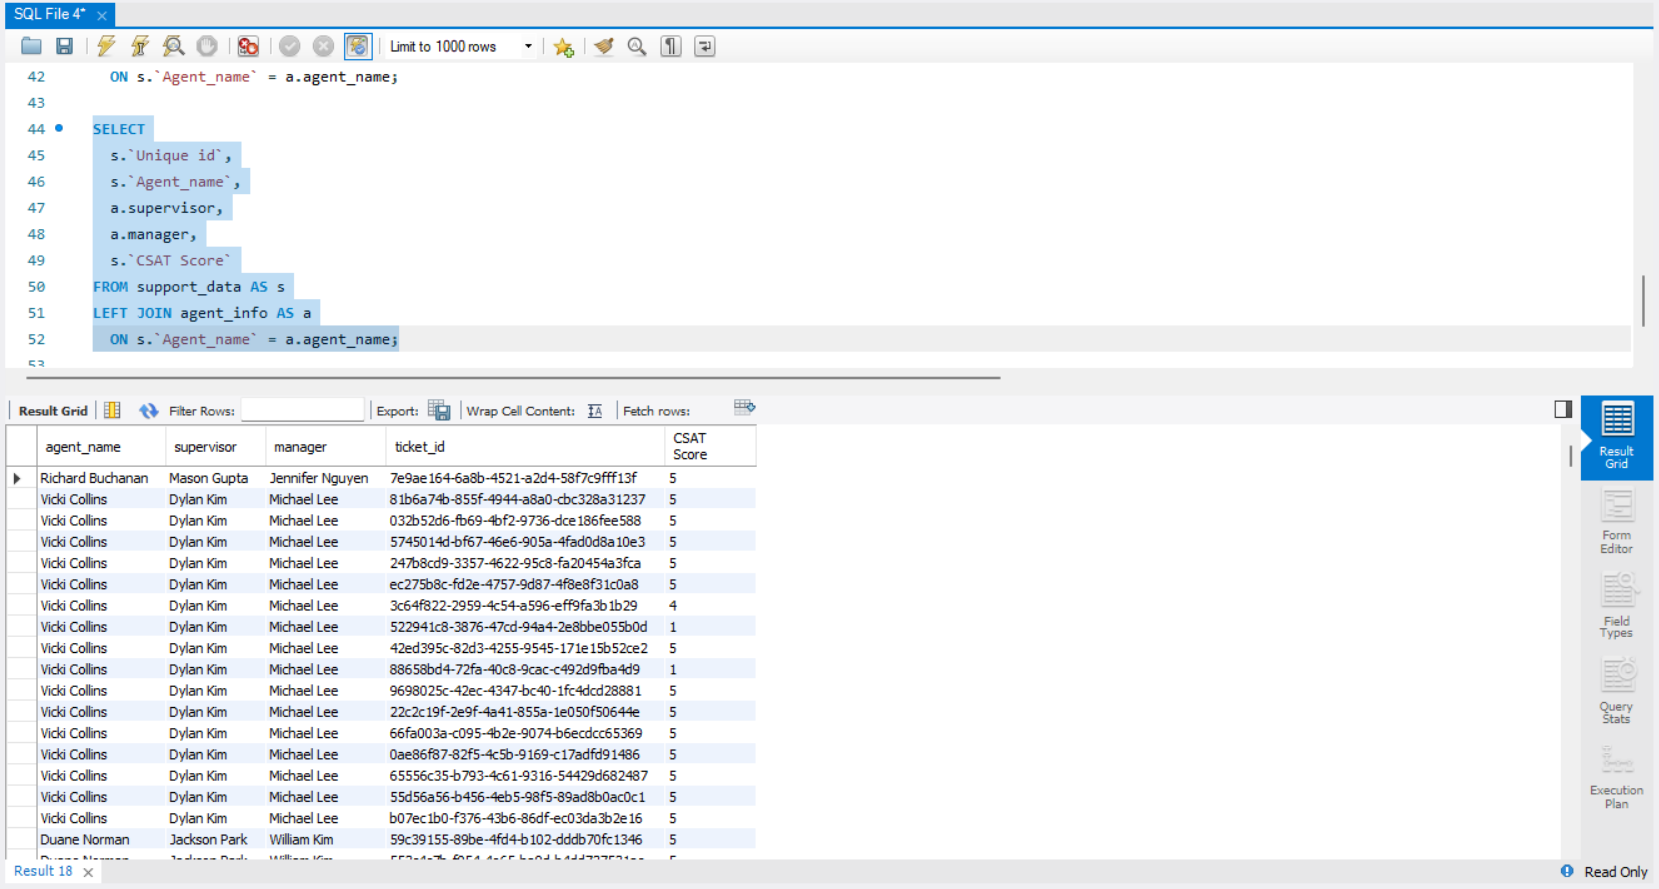 SQL File 4*
Limit to 1000 rows
42 ON s.`Agent_name` = a.agent_name;
43
44 SELECT
45 s.`Unique id`,
46 s.`Agent_name`,
47 a.supervisor,
48 a.manager,
49 s.`CSAT Score`
50 FROM support_data AS s
51 LEFT JOIN agent_info AS a
52 ON s.`Agent_name` = a.agent_name;
53
Result Grid Filter Rows: Export: Wrap Cell Content: Fetch rows:
agent_name supervisor manager ticket_id CSAT Score
Richard Buchanan Mason Gupta Jennifer Nguyen 7e9ae164-6a8b-4521-a2d4-58f7c9fff13f 5
Vicki Collins Dylan Kim Michael Lee 81b6a74b-855f-4944-a8a0-cbc328a31237 5
Vicki Collins Dylan Kim Michael Lee 032b52d6-fb69-4bf2-9736-dce186fee588 5
Vicki Collins Dylan Kim Michael Lee 5745014d-bf67-46e6-905a-4fad0d8a10e3 5
Vicki Collins Dylan Kim Michael Lee 247b8cd9-3357-4622-95c8-fa20454a3fca 5
Vicki Collins Dylan Kim Michael Lee ec275b8c-fd2e-4757-9d87-4f8e8f31c0a8 5
Vicki Collins Dylan Kim Michael Lee 3c64f822-2959-4c54-a596-eff9fa3b1b29 4
Vicki Collins Dylan Kim Michael Lee 522941c8-3876-47cd-94a4-2e8bbe055b0d 1
Vicki Collins Dylan Kim Michael Lee 42ed395c-82d3-4255-9545-171e15b52ce2 5
Vicki Collins Dylan Kim Michael Lee 88658bd4-72fa-40c8-9cac-c492d9fba4d9 1
Vicki Collins Dylan Kim Michael Lee 9698025c-42ec-4347-bc40-1fc4dcd28881 5
Vicki Collins Dylan Kim Michael Lee 22c2c19f-2e9f-4a41-855a-1e050f50644e 5
Vicki Collins Dylan Kim Michael Lee 66fa003a-c095-4b2e-9074-b6ecdcc65369 5
Vicki Collins Dylan Kim Michael Lee 0ae86f87-82f5-4c5b-9169-c17adfd91486 5
Vicki Collins Dylan Kim Michael Lee 65556c35-b793-4c61-9316-54429d682487 5
Vicki Collins Dylan Kim Michael Lee 55d56a56-b456-4eb5-98f5-89ad8b0ac0c1 5
Vicki Collins Dylan Kim Michael Lee b07ec1b0-f376-43b6-86df-ec03da3b2e16 5
Duane Norman Jackson Park William Kim 59c39155-89be-4fd4-b102-dddb70fc1346 5
Duane Norman Jackson Park William Kim
Result Grid
Form Editor
Field Types
Query Stats
Execution Plan
Result 18
Read Only